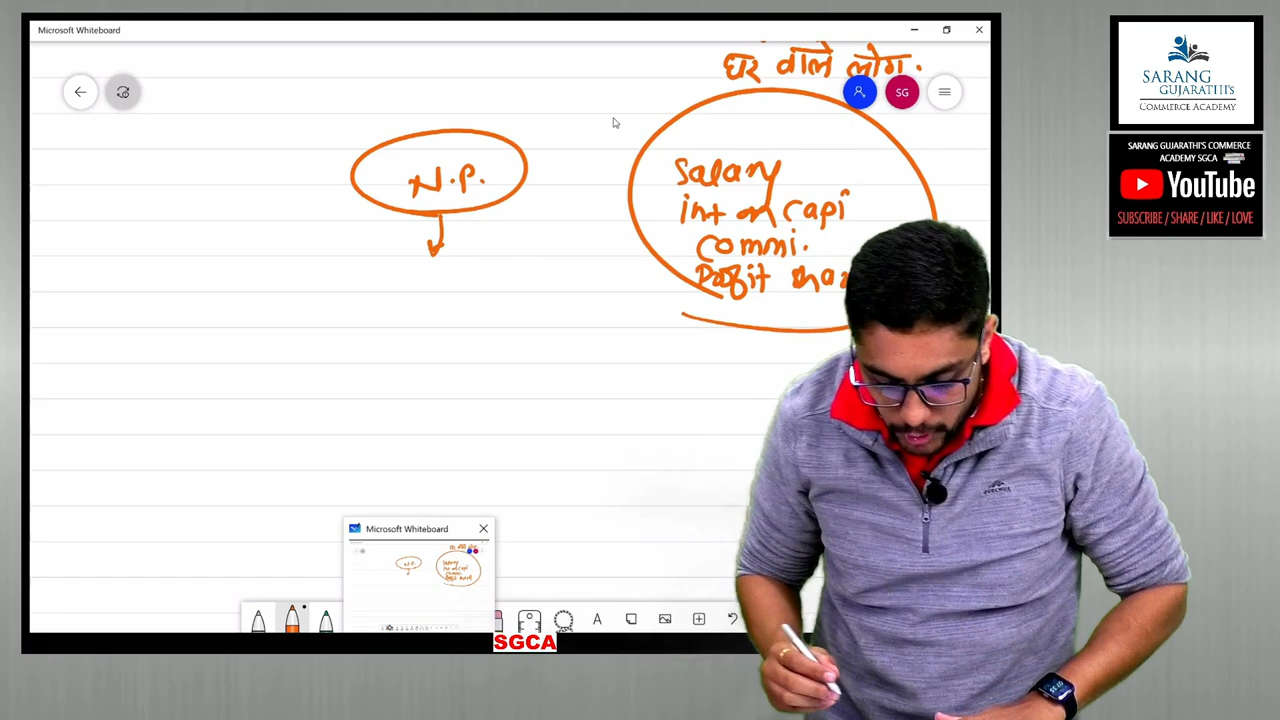 Microsoft Whiteboard
घर वाले लोग.
SG
N.P.
Salary
int on capi
commi.
Profit shar
Microsoft Whiteboard
SGCA
SARANG
GUJARATHI'S
COMMERCE ACADEMY
SARANG GUJARATHI'S COMMERCE
ACADEMY SGCA
YouTube
SUBSCRIBE / SHARE / LIKE / LOVE